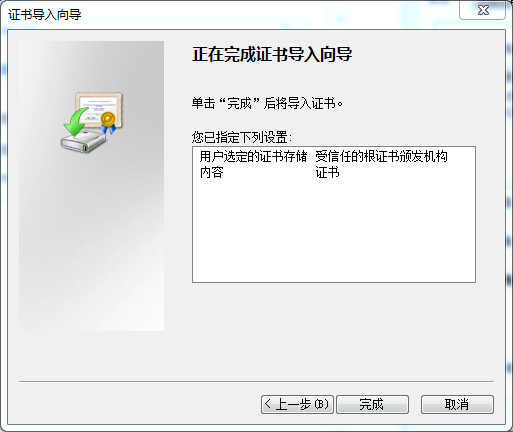 证书导入向导
正在完成证书导入向导
单击“完成”后将导入证书。
您已指定下列设置:
用户选定的证书存储 受信任的根证书颁发机构
内容 证书
< 上一步(B) 完成 取消